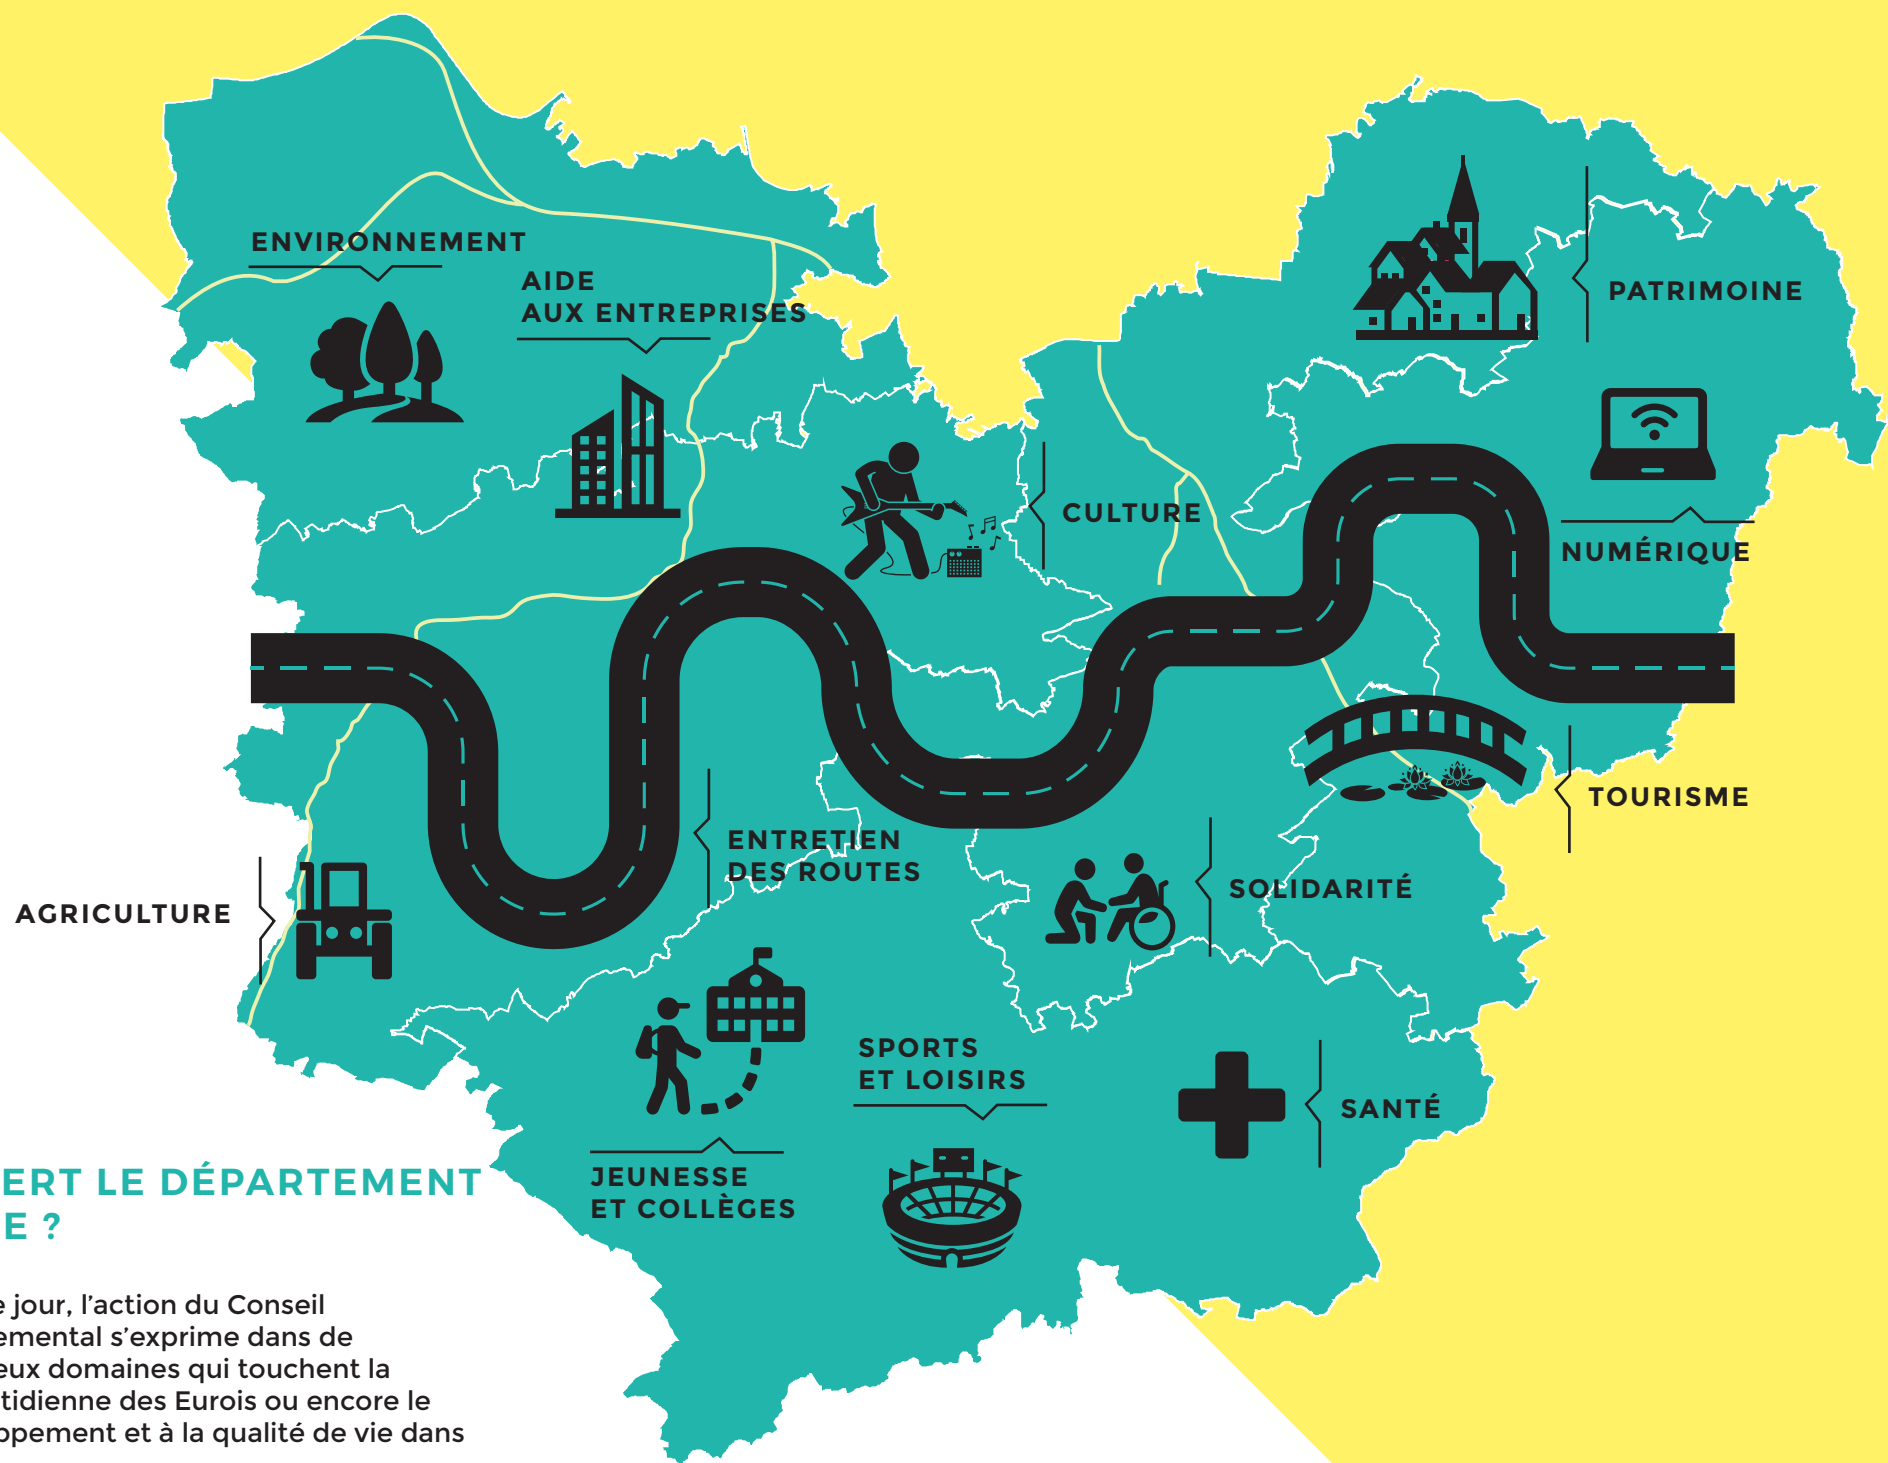 ENVIRONNEMENT
AIDE
AUX ENTREPRISES
PATRIMOINE
CULTURE
NUMÉRIQUE
TOURISME
ENTRETIEN
DES ROUTES
SOLIDARITÉ
AGRICULTURE
SPORTS
ET LOISIRS
SANTÉ
JEUNESSE
ET COLLÈGES
ERT LE DÉPARTEMENT
E ?
e jour, l’action du Conseil
emental s’exprime dans de
eux domaines qui touchent la
tidienne des Eurois ou encore le
ppement et à la qualité de vie dans